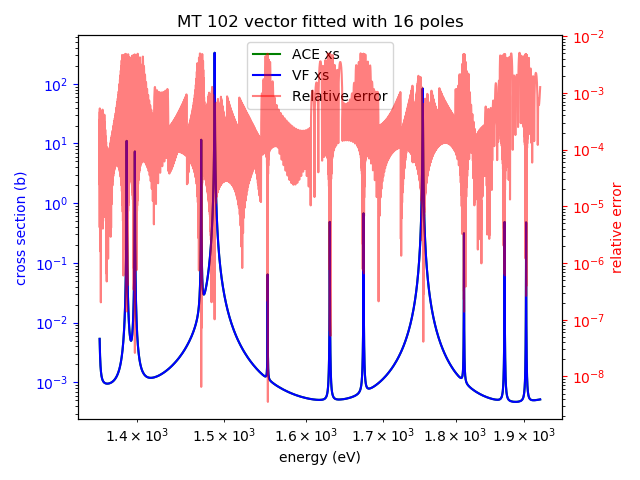 MT 102 vector fitted with 16 poles
ACE xs
VF xs
Relative error
cross section (b)
10² 10¹ 10⁰ 10⁻¹ 10⁻² 10⁻³
10⁻² 10⁻³ 10⁻⁴ 10⁻⁵ 10⁻⁶ 10⁻⁷ 10⁻⁸
relative error
1.4 × 10³ 1.5 × 10³ 1.6 × 10³ 1.7 × 10³ 1.8 × 10³ 1.9 × 10³
energy (eV)